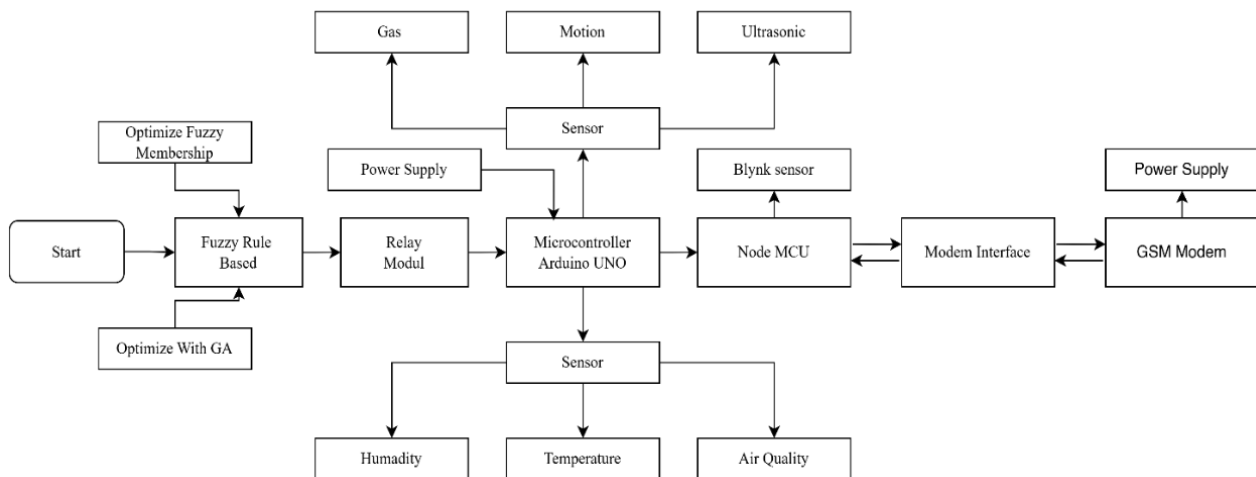 Gas
Motion
Ultrasonic
Optimize Fuzzy
Membership
Sensor
Power Supply
Blynk sensor
Power Supply
Start
Fuzzy Rule
Based
Relay
Modul
Microcontroller
Arduino UNO
Node MCU
Modem Interface
GSM Modem
Optimize With GA
Sensor
Humadity
Temperature
Air Quality